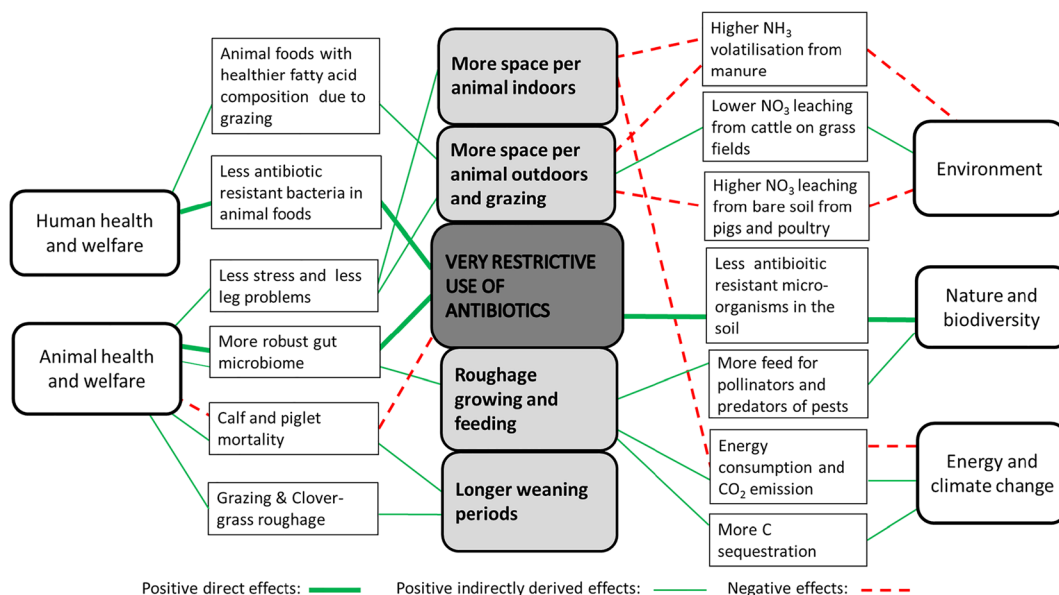 Animal foods with
healthier fatty acid
composition due to
grazing
Less antibiotic
resistant bacteria in
animal foods
Human health
and welfare
Less stress and less
leg problems
More robust gut
microbiome
Animal health
and welfare
Calf and piglet
mortality
Grazing & Clover-
grass roughage
More space per
animal indoors
More space per
animal outdoors
and grazing
VERY RESTRICTIVE
USE OF
ANTIBIOTICS
Roughage
growing and
feeding
Longer weaning
periods
Higher NH3
volatilisation from
manure
Lower NO3 leaching
from cattle on grass
fields
Higher NO3 leaching
from bare soil from
pigs and poultry
Less antibioitic
resistant micro-
organisms in the
soil
More feed for
pollinators and
predators of pests
Energy
consumption and
CO2 emission
More C
sequestration
Environment
Nature and
biodiversity
Energy and
climate change
Positive direct effects: Positive indirectly derived effects: Negative effects: